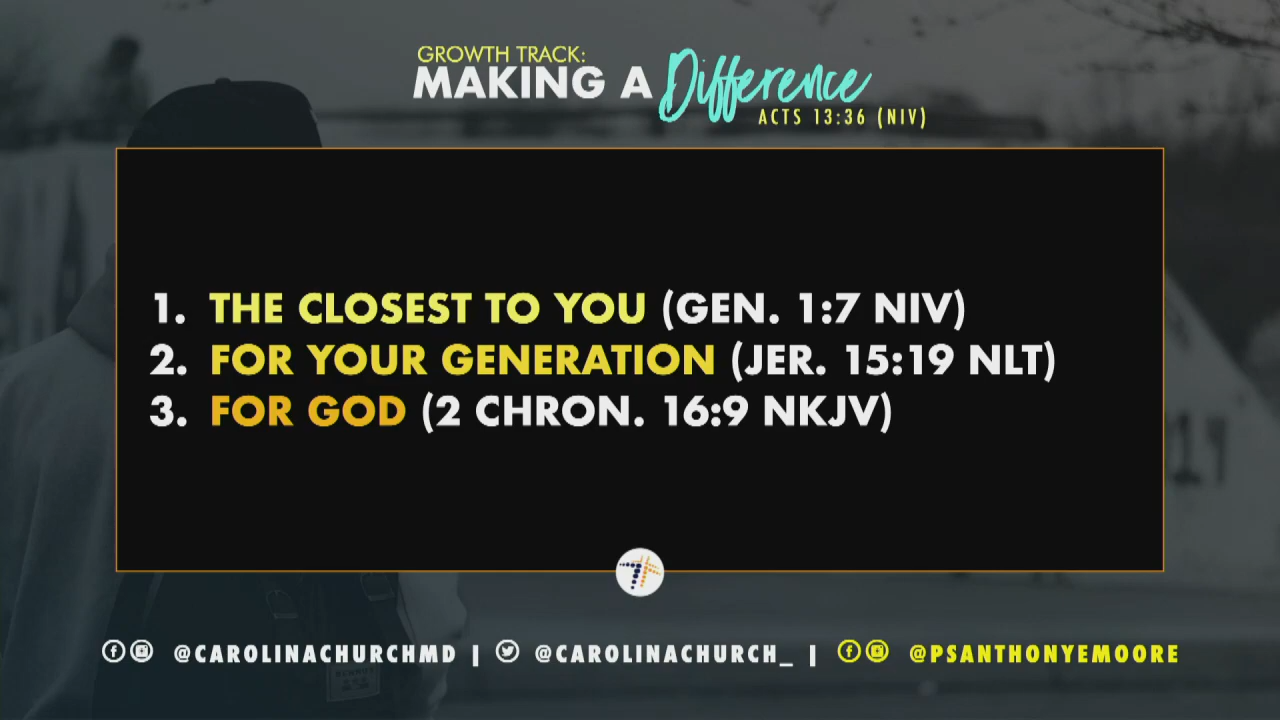 GROWTH TRACK:
MAKING A Difference
ACTS 13:36 (NIV)
1. THE CLOSEST TO YOU (GEN. 1:7 NIV)
2. FOR YOUR GENERATION (JER. 15:19 NLT)
3. FOR GOD (2 CHRON. 16:9 NKJV)
@CAROLINACHURCHMD | @CAROLINACHURCH_ | @PSANTHONYEMOORE